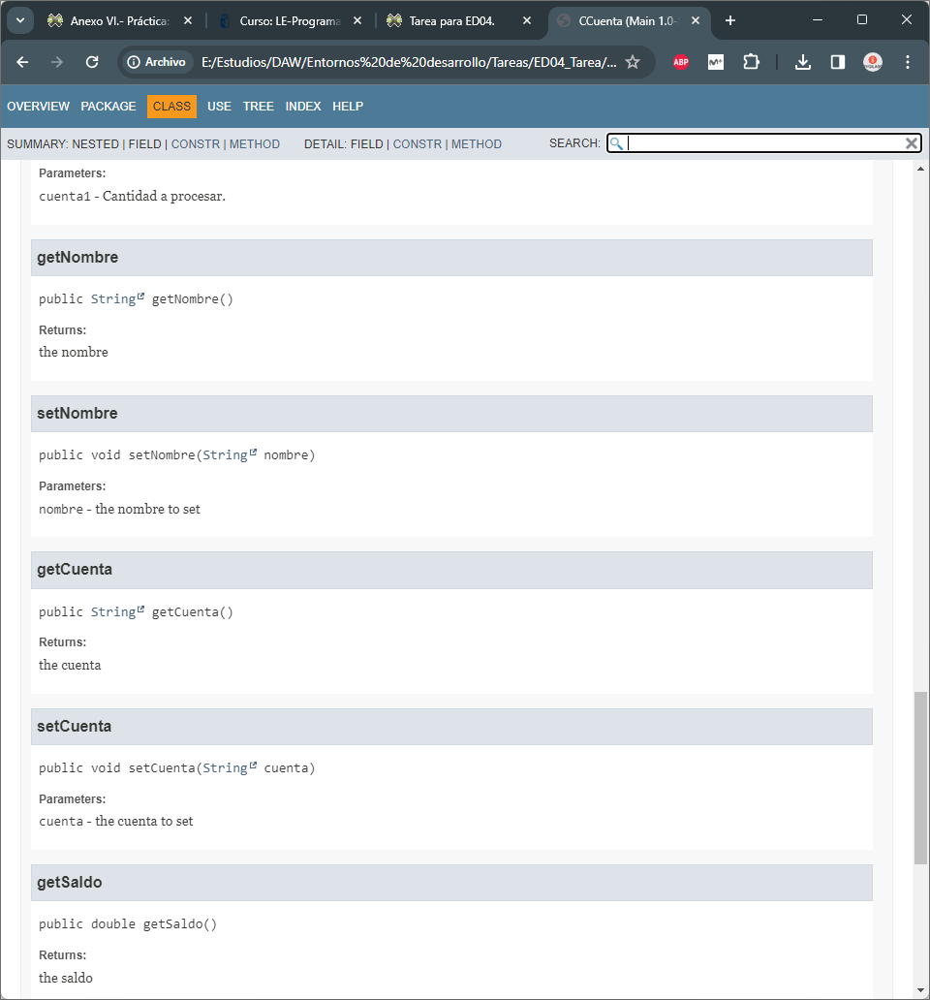 Anexo VI.- Práctica:
Curso: LE-Programa
Tarea para ED04.
CCuenta (Main 1.0-
Archivo
E:/Estudios/DAW/Entornos%20de%20desarrollo/Tareas/ED04_Tarea/...
ABP
M+
OVERVIEW PACKAGE CLASS USE TREE INDEX HELP
SUMMARY: NESTED | FIELD | CONSTR | METHOD DETAIL: FIELD | CONSTR | METHOD SEARCH:
Parameters:
cuenta1 - Cantidad a procesar.
getNombre
public String getNombre()
Returns:
the nombre
setNombre
public void setNombre(String nombre)
Parameters:
nombre - the nombre to set
getCuenta
public String getCuenta()
Returns:
the cuenta
setCuenta
public void setCuenta(String cuenta)
Parameters:
cuenta - the cuenta to set
getSaldo
public double getSaldo()
Returns:
the saldo